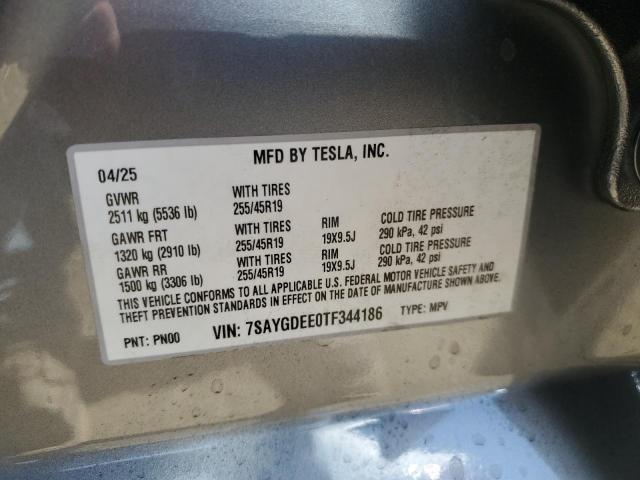 MFD BY TESLA, INC.
04/25
GVWR WITH TIRES
2511 kg (5536 lb) 255/45R19
GAWR FRT WITH TIRES RIM COLD TIRE PRESSURE
1320 kg (2910 lb) 255/45R19 19X9.5J 290 kPa, 42 psi
GAWR RR WITH TIRES RIM COLD TIRE PRESSURE
1500 kg (3306 lb) 255/45R19 19X9.5J 290 kPa, 42 psi
THIS VEHICLE CONFORMS TO ALL APPLICABLE U.S. FEDERAL MOTOR VEHICLE SAFETY AND
THEFT PREVENTION STANDARDS IN EFFECT ON THE DATE OF MANUFACTURE SHOWN ABOVE.
PNT: PN00 VIN: 7SAYGDEE0TF344186 TYPE: MPV